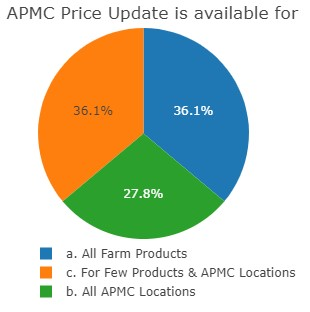 APMC Price Update is available for
36.1%
36.1%
27.8%
a. All Farm Products
c. For Few Products & APMC Locations
b. All APMC Locations